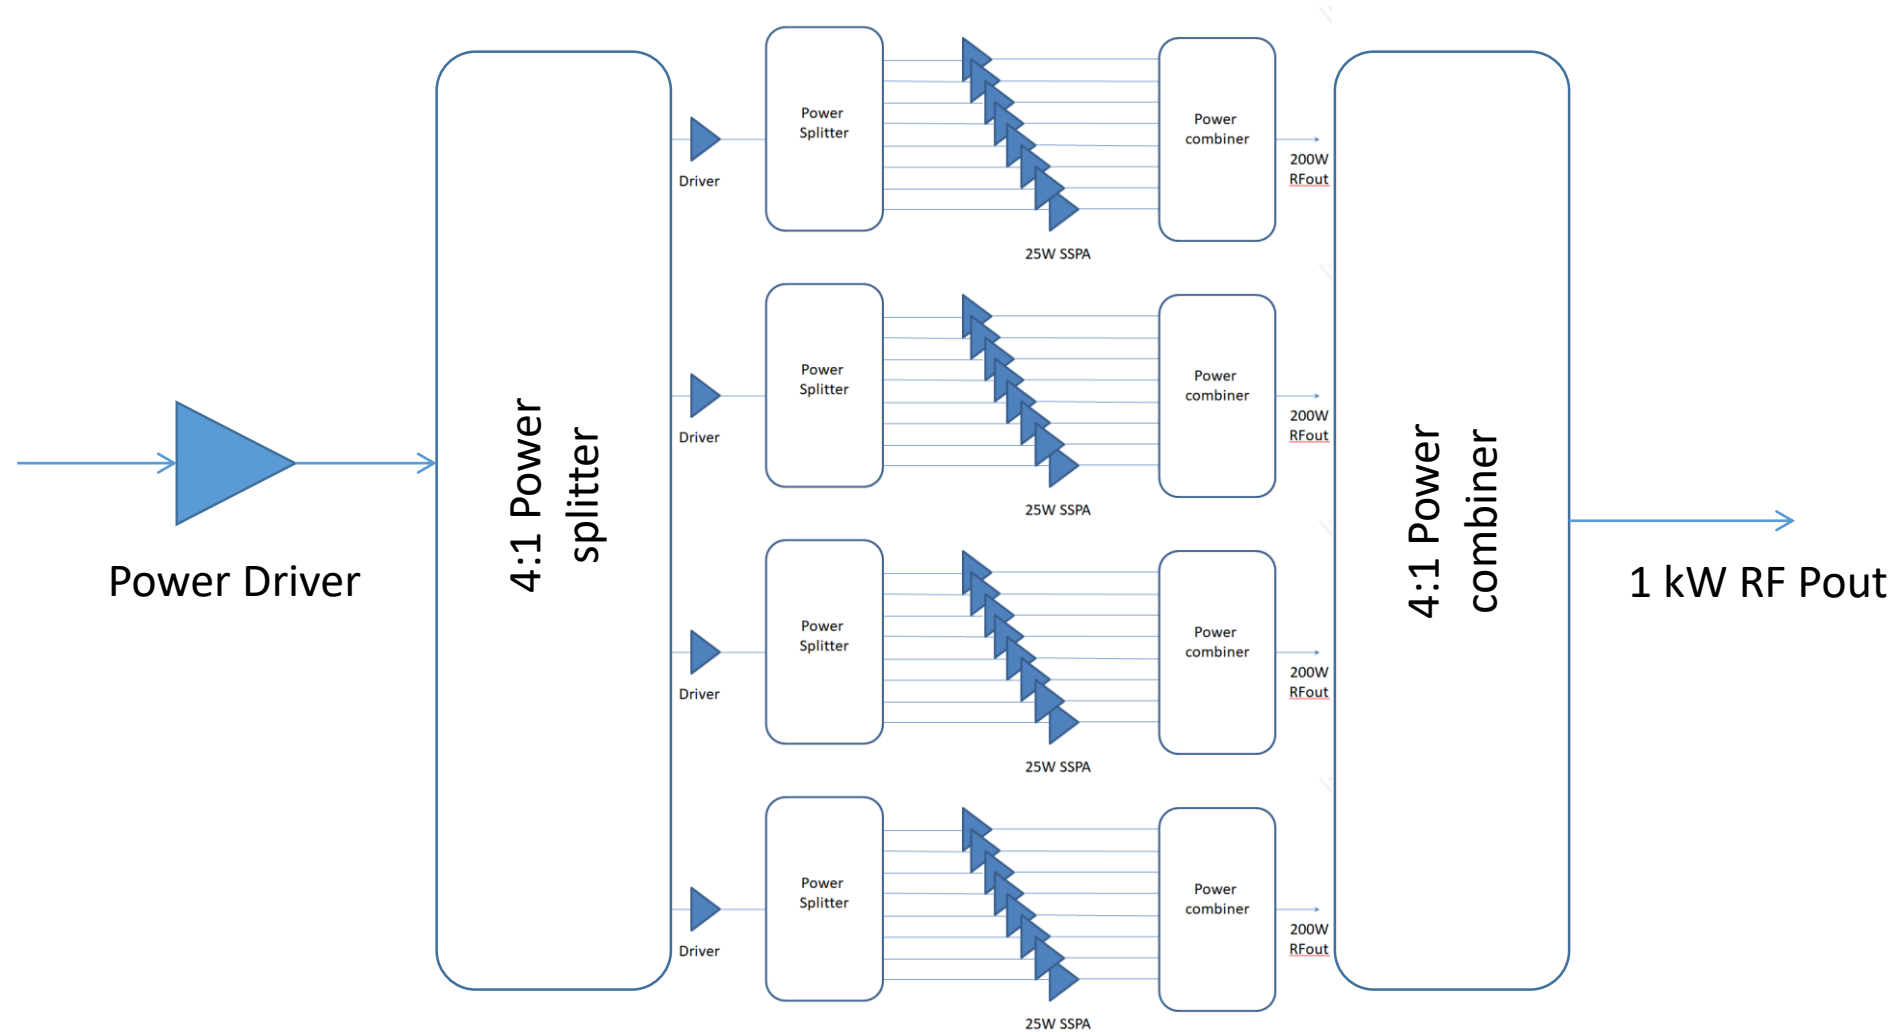 Power Driver
4:1 Power
splitter
Driver
Power
Splitter
25W SSPA
Power
combiner
200W
RFout
Driver
Power
Splitter
25W SSPA
Power
combiner
200W
RFout
Driver
Power
Splitter
25W SSPA
Power
combiner
200W
RFout
Driver
Power
Splitter
25W SSPA
Power
combiner
200W
RFout
4:1 Power
combiner
1 kW RF Pout